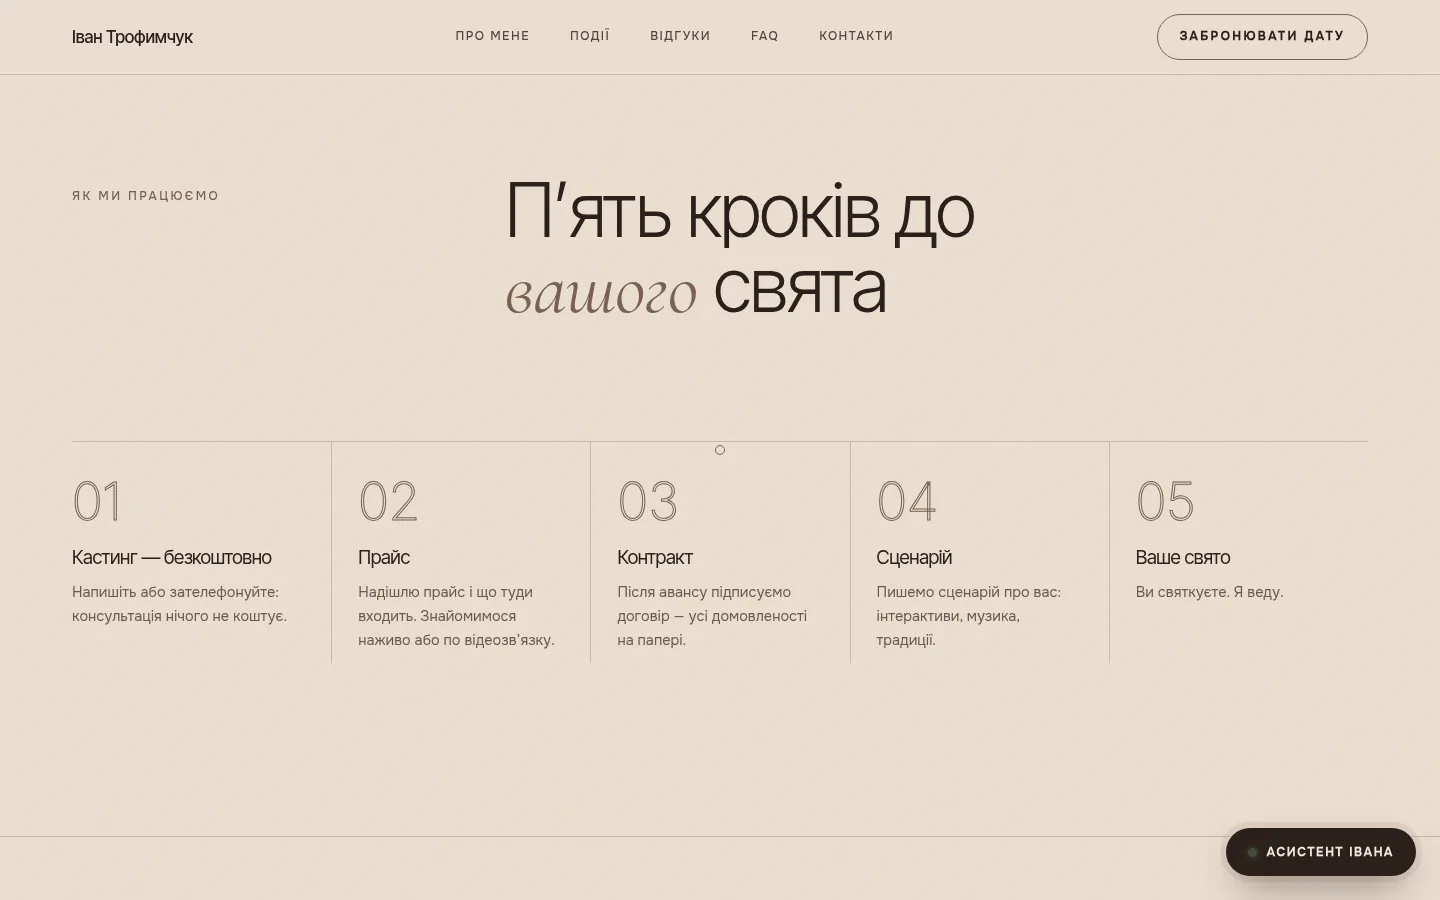 Іван Трофимчук
ПРО МЕНЕ
ПОДІЇ
ВІДГУКИ
FAQ
КОНТАКТИ
ЗАБРОНЮВАТИ ДАТУ
ЯК МИ ПРАЦЮЄМО
П’ять кроків до
вашого свята
01
Кастинг — безкоштовно
Напишіть або зателефонуйте:
консультація нічого не коштує.
02
Прайс
Надішлю прайс і що туди
входить. Знайомимося
наживо або по відеозв’язку.
03
Контракт
Після авансу підписуємо
договір — усі домовленості
на папері.
04
Сценарій
Пишемо сценарій про вас:
інтерактиви, музика,
традиції.
05
Ваше свято
Ви святкуєте. Я веду.
АСИСТЕНТ ІВАНА